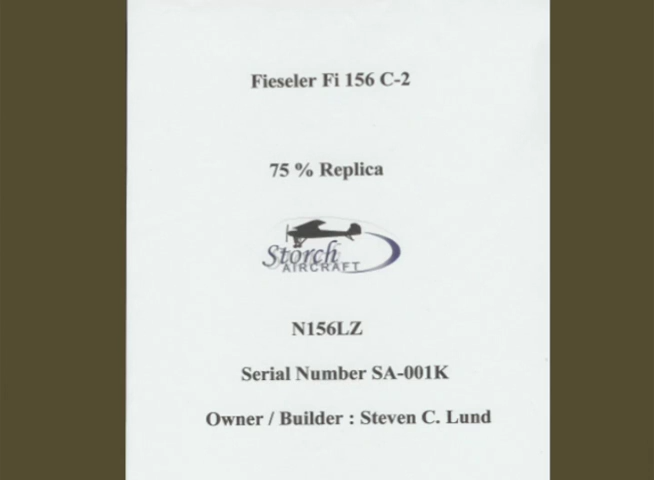 Fieseler Fi 156 C-2
75 % Replica
Storch
AIRCRAFT
N156LZ
Serial Number SA-001K
Owner / Builder : Steven C. Lund